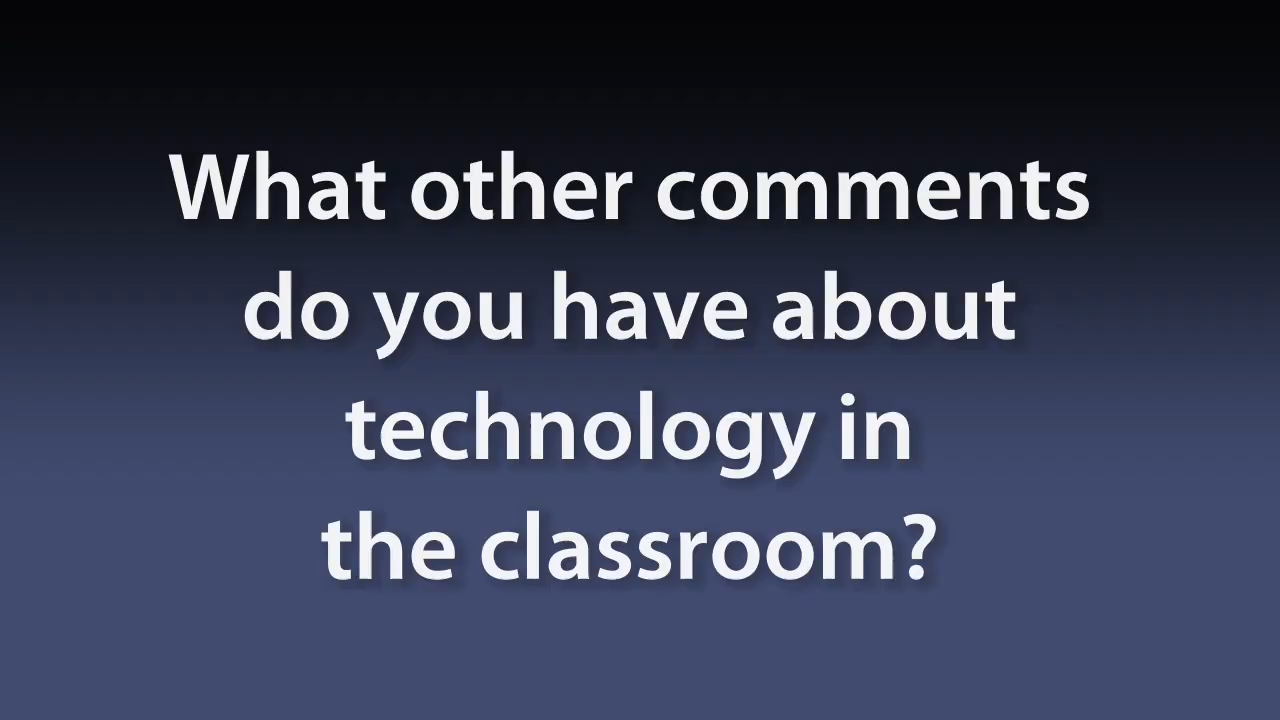 What other comments
do you have about
technology in
the classroom?